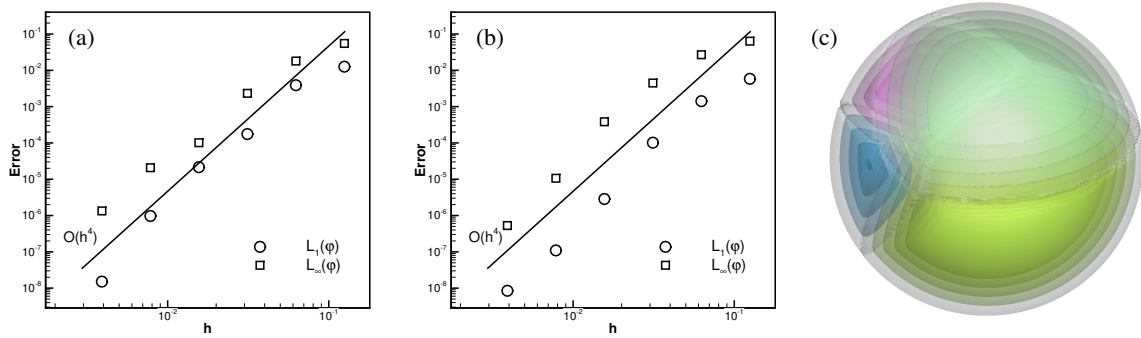 (a)
10⁻¹
10⁻²
10⁻³
10⁻⁴
10⁻⁵
10⁻⁶
10⁻⁷
10⁻⁸
Error
O(h⁴)
L₁(φ)
L∞(φ)
10⁻²
10⁻¹
h
(b)
10⁻¹
10⁻²
10⁻³
10⁻⁴
10⁻⁵
10⁻⁶
10⁻⁷
10⁻⁸
Error
O(h⁴)
L₁(φ)
L∞(φ)
10⁻²
10⁻¹
h
(c)